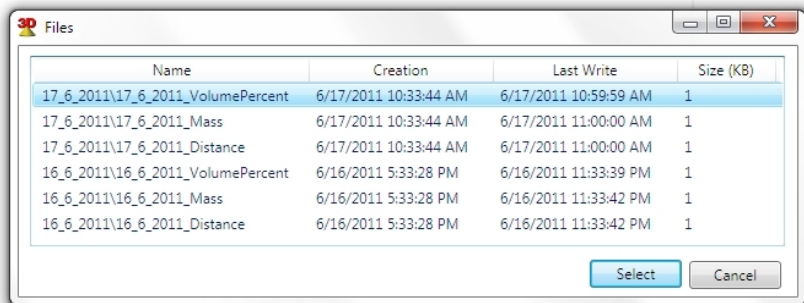 3D Files
Name Creation Last Write Size (KB)
17_6_2011\17_6_2011_VolumePercent 6/17/2011 10:33:44 AM 6/17/2011 10:59:59 AM 1
17_6_2011\17_6_2011_Mass 6/17/2011 10:33:44 AM 6/17/2011 11:00:00 AM 1
17_6_2011\17_6_2011_Distance 6/17/2011 10:33:44 AM 6/17/2011 11:00:00 AM 1
16_6_2011\16_6_2011_VolumePercent 6/16/2011 5:33:28 PM 6/16/2011 11:33:39 PM 1
16_6_2011\16_6_2011_Mass 6/16/2011 5:33:28 PM 6/16/2011 11:33:42 PM 1
16_6_2011\16_6_2011_Distance 6/16/2011 5:33:28 PM 6/16/2011 11:33:42 PM 1
Select Cancel